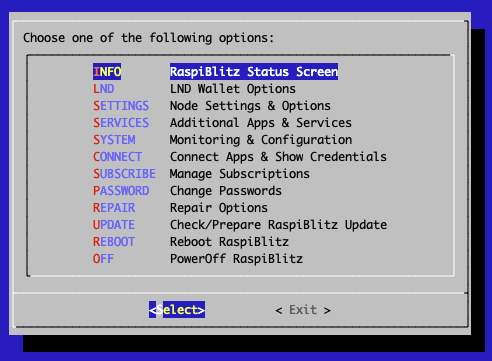 Choose one of the following options:
INFO RaspiBlitz Status Screen
LND LND Wallet Options
SETTINGS Node Settings & Options
SERVICES Additional Apps & Services
SYSTEM Monitoring & Configuration
CONNECT Connect Apps & Show Credentials
SUBSCRIBE Manage Subscriptions
PASSWORD Change Passwords
REPAIR Repair Options
UPDATE Check/Prepare RaspiBlitz Update
REBOOT Reboot RaspiBlitz
OFF PowerOff RaspiBlitz
<Select> < Exit >